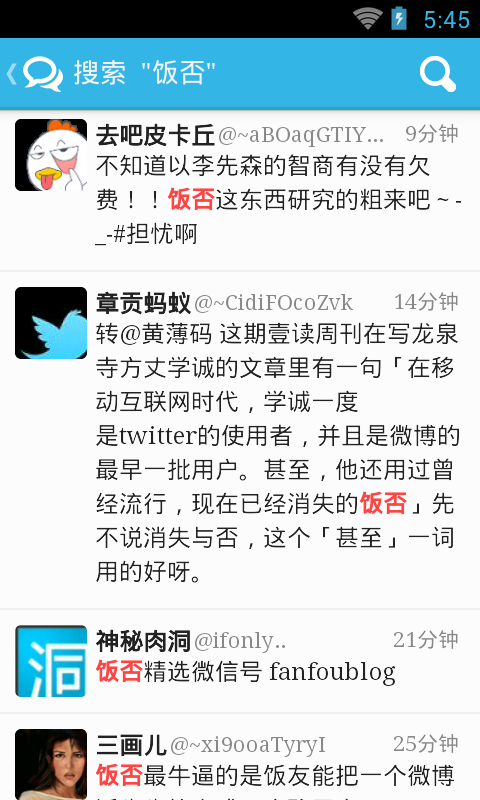 5:45
搜索 "饭否"
去吧皮卡丘@~aBOaqGTIY... 9分钟
不知道以李先森的智商有没有欠
费！！饭否这东西研究的粗来吧～-
_-#担忧啊
章贡蚂蚁@~CidiFOcoZvk 14分钟
转@黄薄码 这期壹读周刊在写龙泉
寺方丈学诚的文章里有一句「在移
动互联网时代，学诚一度
是twitter的使用者，并且是微博的
最早一批用户。甚至，他还用过曾
经流行，现在已经消失的饭否」先
不说消失与否，这个「甚至」一词
用的好呀。
洞
神秘肉洞@ifonly.. 21分钟
饭否精选微信号 fanfoublog
三画儿@~xi9ooaTyryI 25分钟
饭否最牛逼的是饭友能把一个微博